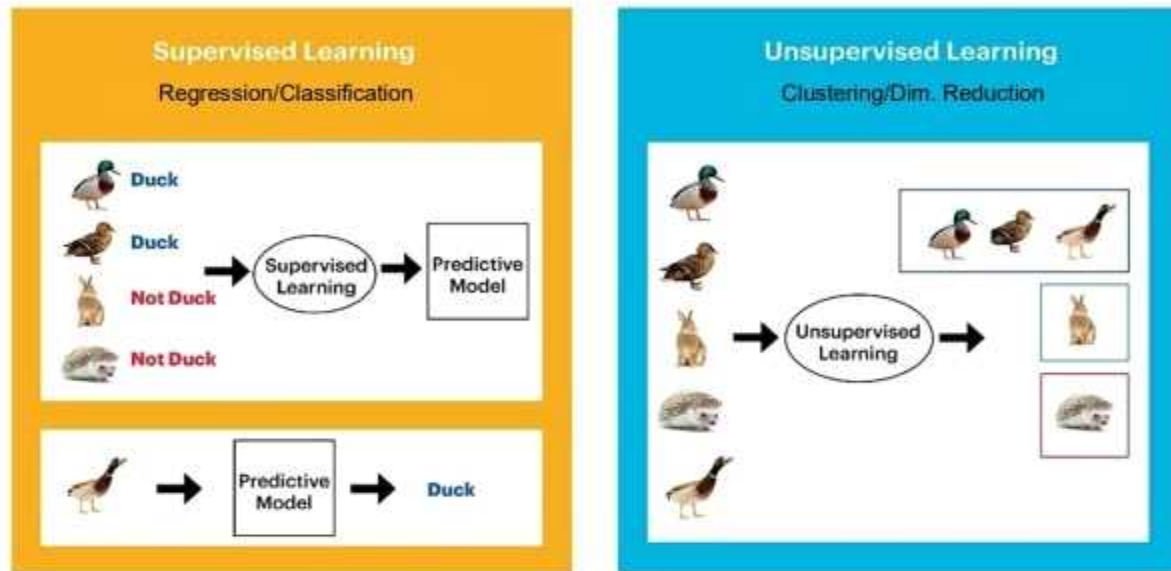 Supervised Learning
Regression/Classification
Duck
Duck
Not Duck
Not Duck
Supervised
Learning
Predictive
Model
Predictive
Model
Duck
Unsupervised Learning
Clustering/Dim. Reduction
Unsupervised
Learning